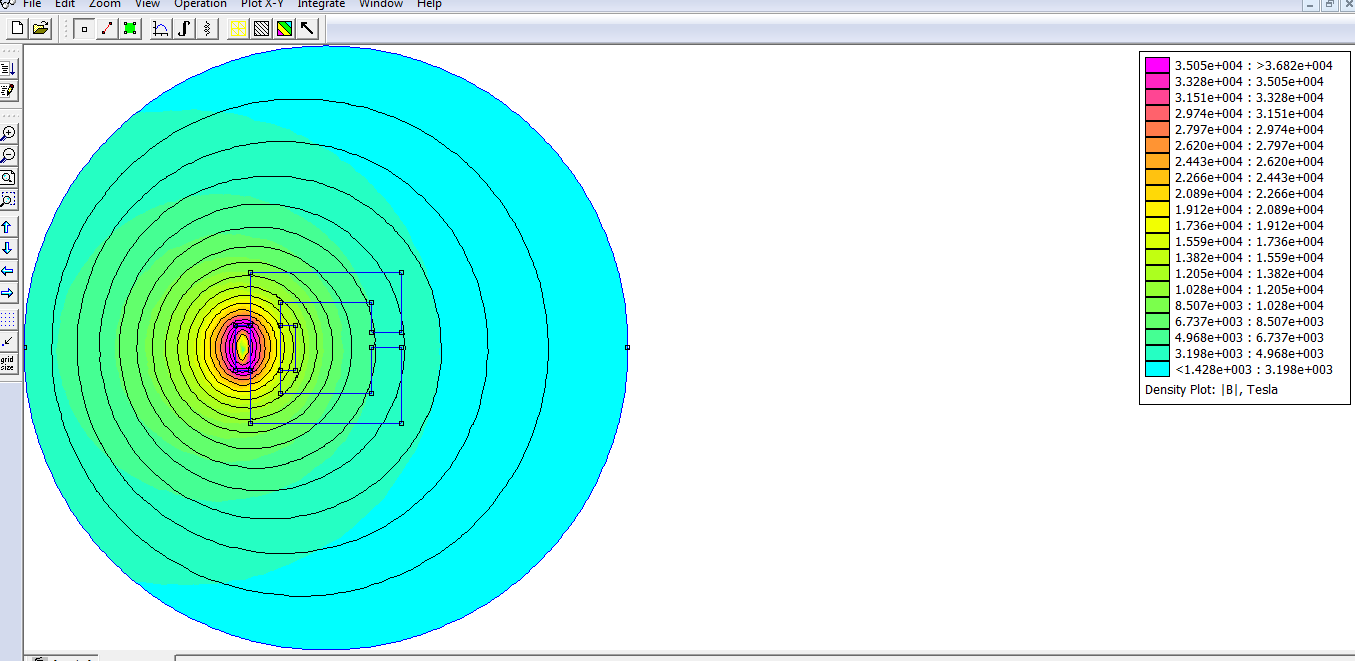 File Edit Zoom View Operation Plot X-Y Integrate Window Help
3.505e+004 : >3.682e+004
3.328e+004 : 3.505e+004
3.151e+004 : 3.328e+004
2.974e+004 : 3.151e+004
2.797e+004 : 2.974e+004
2.620e+004 : 2.797e+004
2.443e+004 : 2.620e+004
2.266e+004 : 2.443e+004
2.089e+004 : 2.266e+004
1.912e+004 : 2.089e+004
1.736e+004 : 1.912e+004
1.559e+004 : 1.736e+004
1.382e+004 : 1.559e+004
1.205e+004 : 1.382e+004
1.028e+004 : 1.205e+004
8.507e+003 : 1.028e+004
6.737e+003 : 8.507e+003
4.968e+003 : 6.737e+003
3.198e+003 : 4.968e+003
<1.428e+003 : 3.198e+003
Density Plot: |B|, Tesla
grid
size